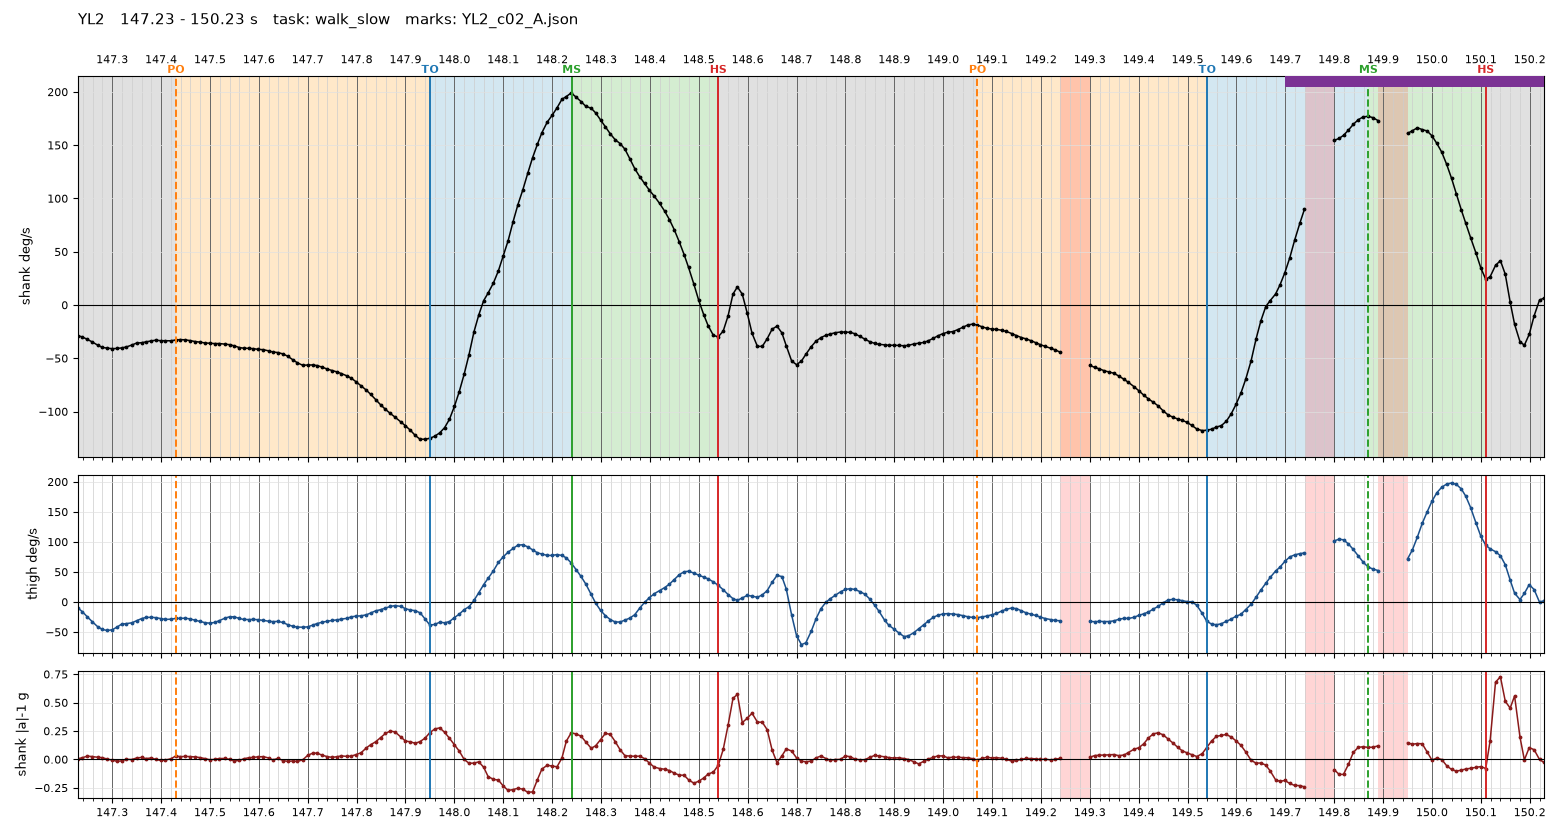 YL2   147.23 - 150.23 s   task: walk_slow   marks: YL2_c02_A.json
147.3 147.4 147.5 147.6 147.7 147.8 147.9 148.0 148.1 148.2 148.3 148.4 148.5 148.6 148.7 148.8 148.9 149.0 149.1 149.2 149.3 149.4 149.5 149.6 149.7 149.8 149.9 150.0 150.1 150.2
PO TO MS HS PO TO MS HS
shank deg/s
200
150
100
50
0
−50
−100
thigh deg/s
200
150
100
50
0
−50
shank |a|-1 g
0.75
0.50
0.25
0.00
−0.25
147.3 147.4 147.5 147.6 147.7 147.8 147.9 148.0 148.1 148.2 148.3 148.4 148.5 148.6 148.7 148.8 148.9 149.0 149.1 149.2 149.3 149.4 149.5 149.6 149.7 149.8 149.9 150.0 150.1 150.2